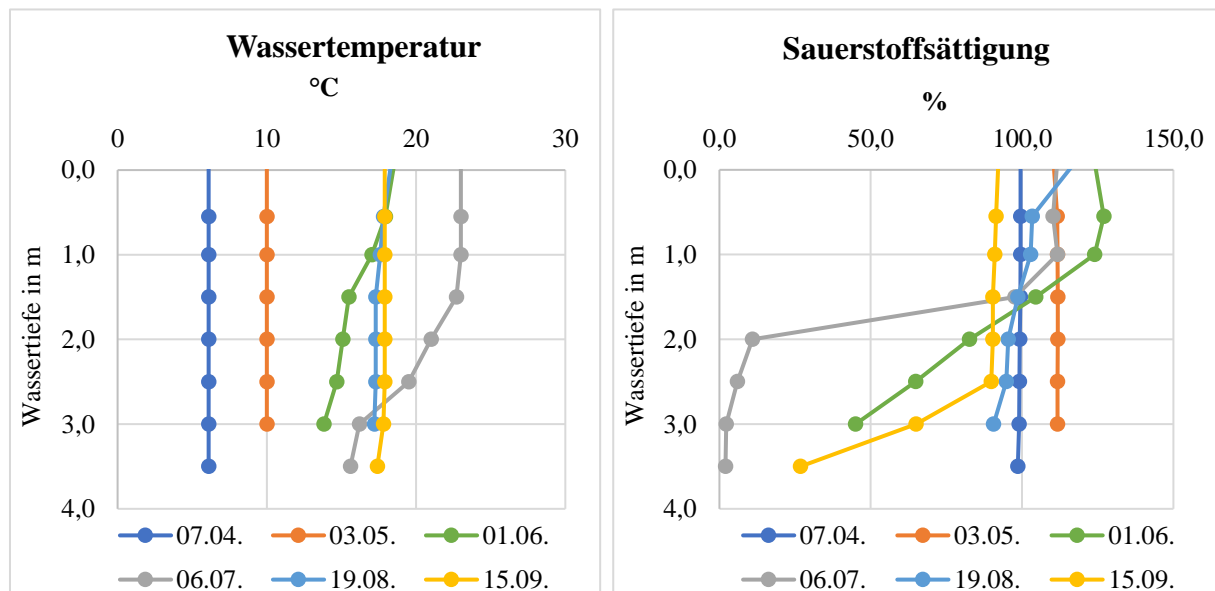 Wassertemperatur
°C
0 10 20 30
0,0
1,0
2,0
3,0
4,0
Wassertiefe in m
07.04. 03.05. 01.06.
06.07. 19.08. 15.09.
Sauerstoffsättigung
%
0,0 50,0 100,0 150,0
0,0
1,0
2,0
3,0
4,0
Wassertiefe in m
07.04. 03.05. 01.06.
06.07. 19.08. 15.09.